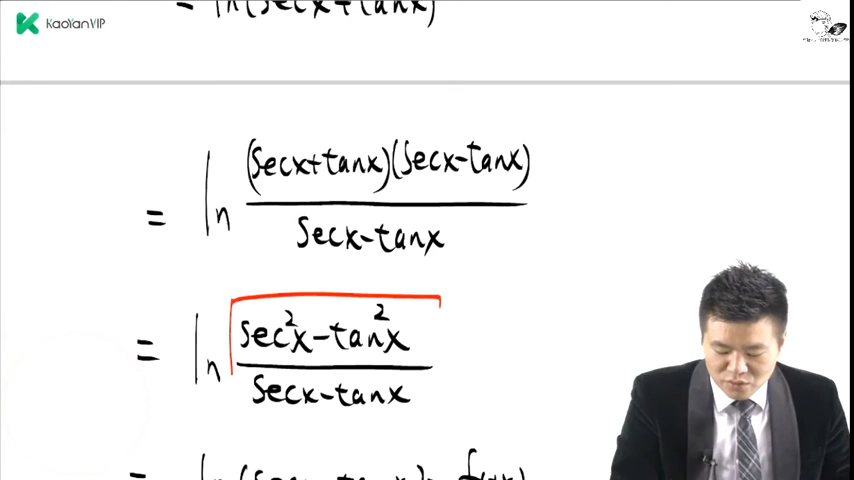 KaoYanVIP
= ln(secx+tanx)
= ln (secx+tanx)(secx-tanx)
secx-tanx
= ln sec²x-tan²x
secx-tanx